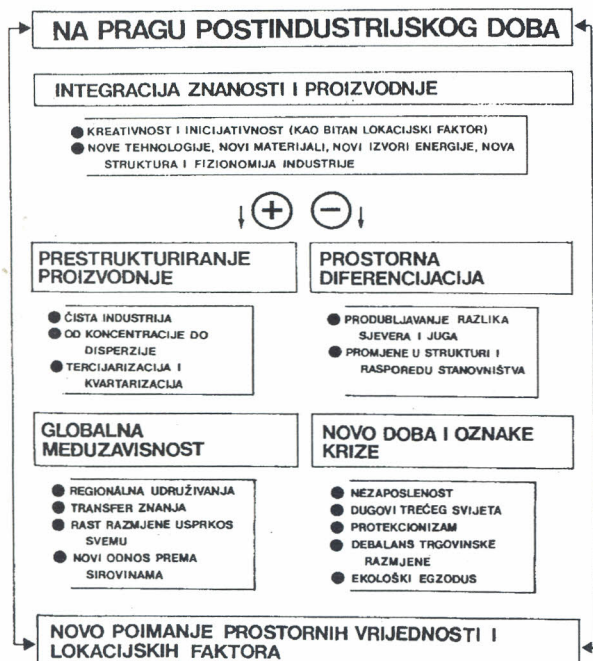 NA PRAGU POSTINDUSTRIJSKOG DOBA
INTEGRACIJA ZNANOSTI I PROIZVODNJE
● KREATIVNOST I INICIJATIVNOST (KAO BITAN LOKACIJSKI FAKTOR)
● NOVE TEHNOLOGIJE, NOVI MATERIJALI, NOVI IZVORI ENERGIJE, NOVA
STRUKTURA I FIZIONOMIJA INDUSTRIJE
↓ + − ↓
PRESTRUKTURIRANJE
PROIZVODNJE
● ČISTA INDUSTRIJA
● OD KONCENTRACIJE DO
DISPERZIJE
● TERCIJARIZACIJA I
KVARTARIZACIJA
PROSTORNA
DIFERENCIJACIJA
● PRODUBLJAVANJE RAZLIKA
SJEVERA I JUGA
● PROMJENE U STRUKTURI I
RASPOREDU STANOVNIŠTVA
GLOBALNA
MEĐUZAVISNOST
● REGIONALNA UDRUŽIVANJA
● TRANSFER ZNANJA
● RAST RAZMJENE USPRKOS
SVEMU
● NOVI ODNOS PREMA
SIROVINAMA
NOVO DOBA I OZNAKE
KRIZE
● NEZAPOSLENOST
● DUGOVI TREĆEG SVIJETA
● PROTEKCIONIZAM
● DEBALANS TRGOVINSKE
RAZMJENE
● EKOLOŠKI EGZODUS
NOVO POIMANJE PROSTORNIH VRIJEDNOSTI I
LOKACIJSKIH FAKTORA